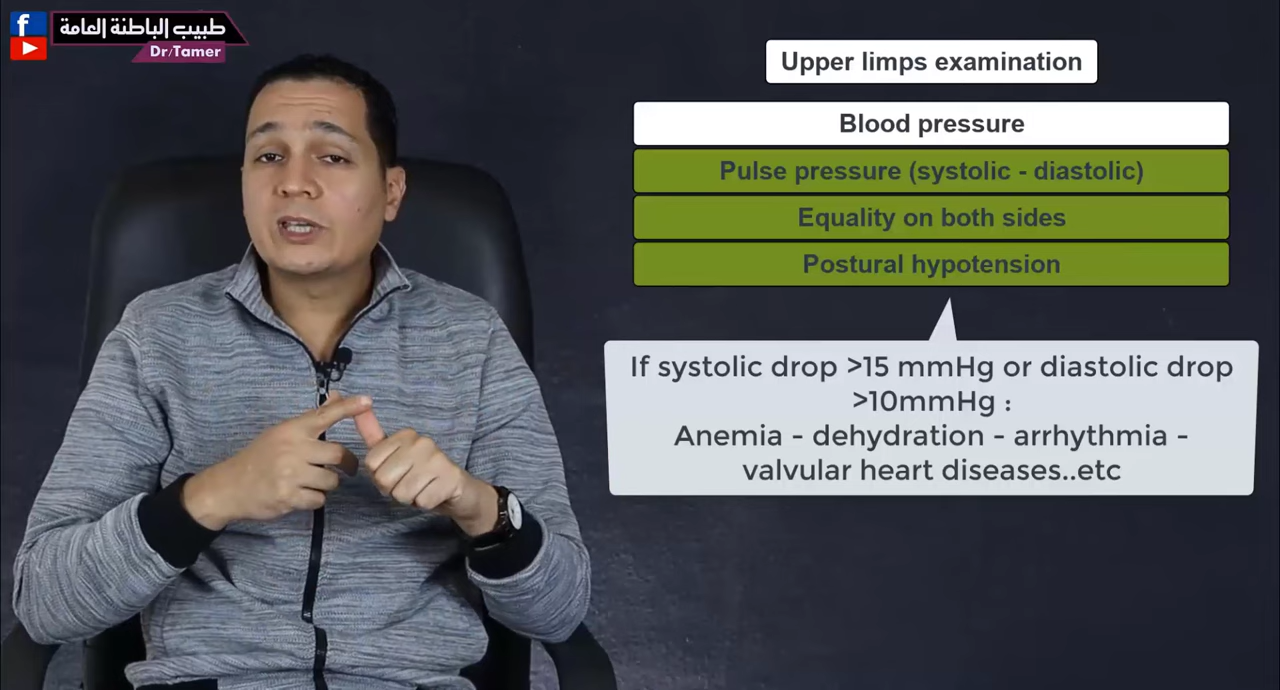 طبيب الباطنة العامة
Dr/Tamer
Upper limps examination
Blood pressure
Pulse pressure (systolic - diastolic)
Equality on both sides
Postural hypotension
If systolic drop >15 mmHg or diastolic drop
>10mmHg :
Anemia - dehydration - arrhythmia -
valvular heart diseases..etc